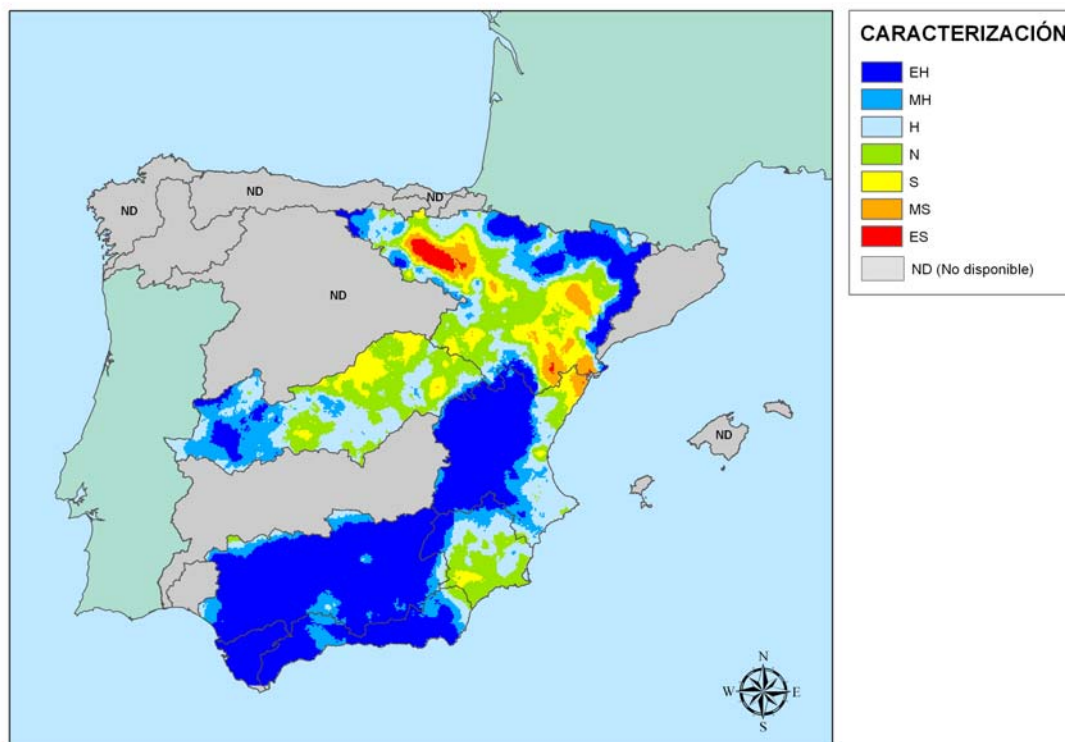 CARACTERIZACIÓN
EH
MH
H
N
S
MS
ES
ND (No disponible)
ND
ND
ND
ND
ND
N
W
E
S